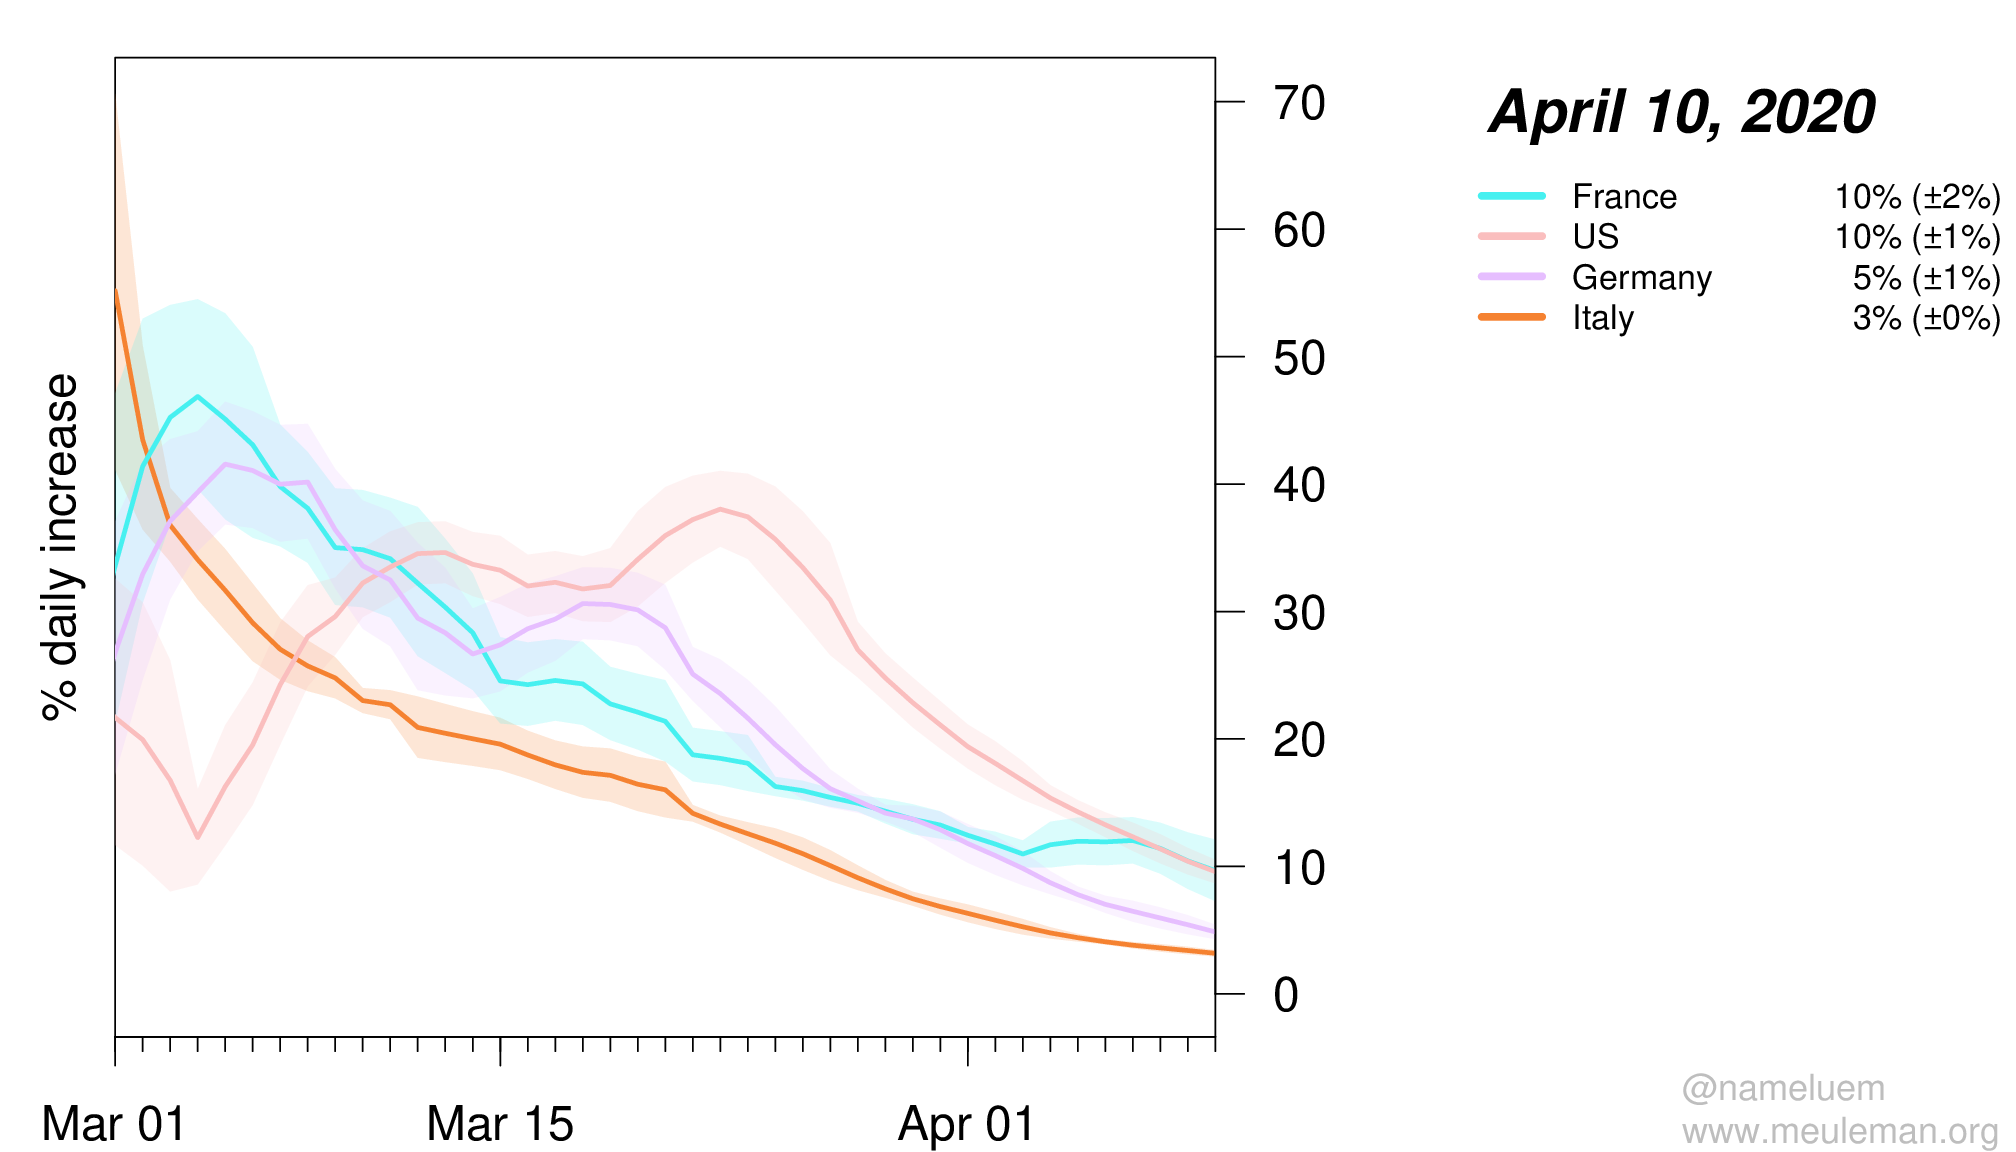 April 10, 2020
France 10% (±2%)
US 10% (±1%)
Germany 5% (±1%)
Italy 3% (±0%)
% daily increase
70
60
50
40
30
20
10
0
Mar 01 Mar 15 Apr 01
@nameluem
www.meuleman.org